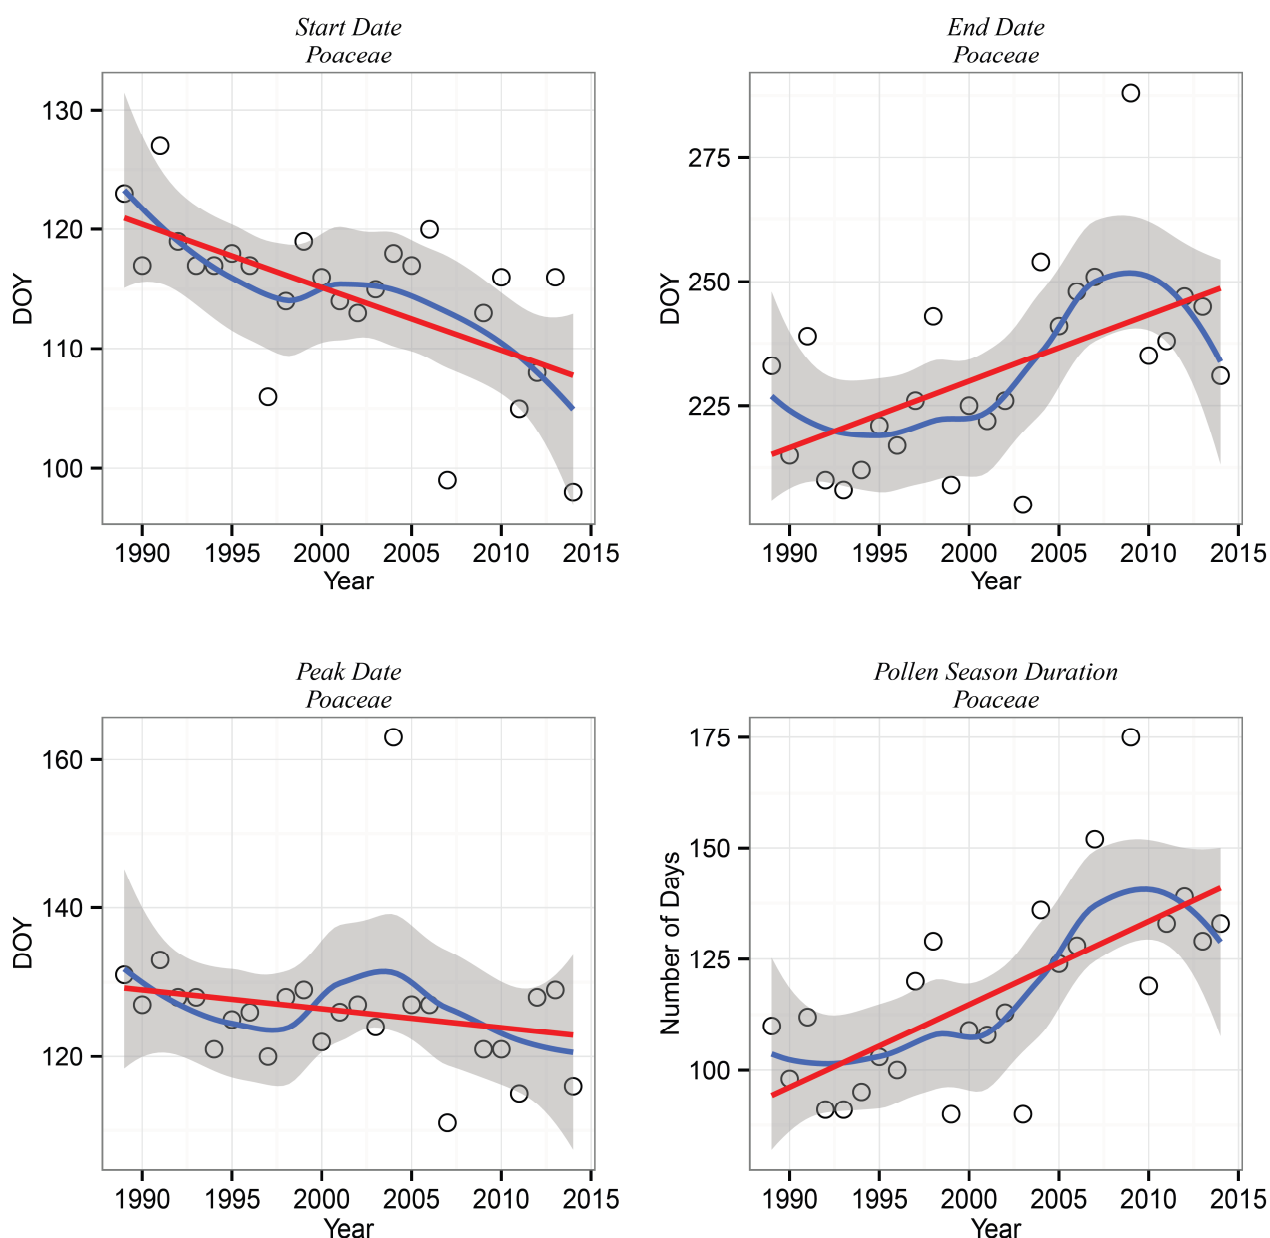 Start Date
Poaceae
130
120
110
100
DOY
1990 1995 2000 2005 2010 2015
Year
End Date
Poaceae
275
250
225
DOY
1990 1995 2000 2005 2010 2015
Year
Peak Date
Poaceae
160
140
120
DOY
1990 1995 2000 2005 2010 2015
Year
Pollen Season Duration
Poaceae
175
150
125
100
Number of Days
1990 1995 2000 2005 2010 2015
Year